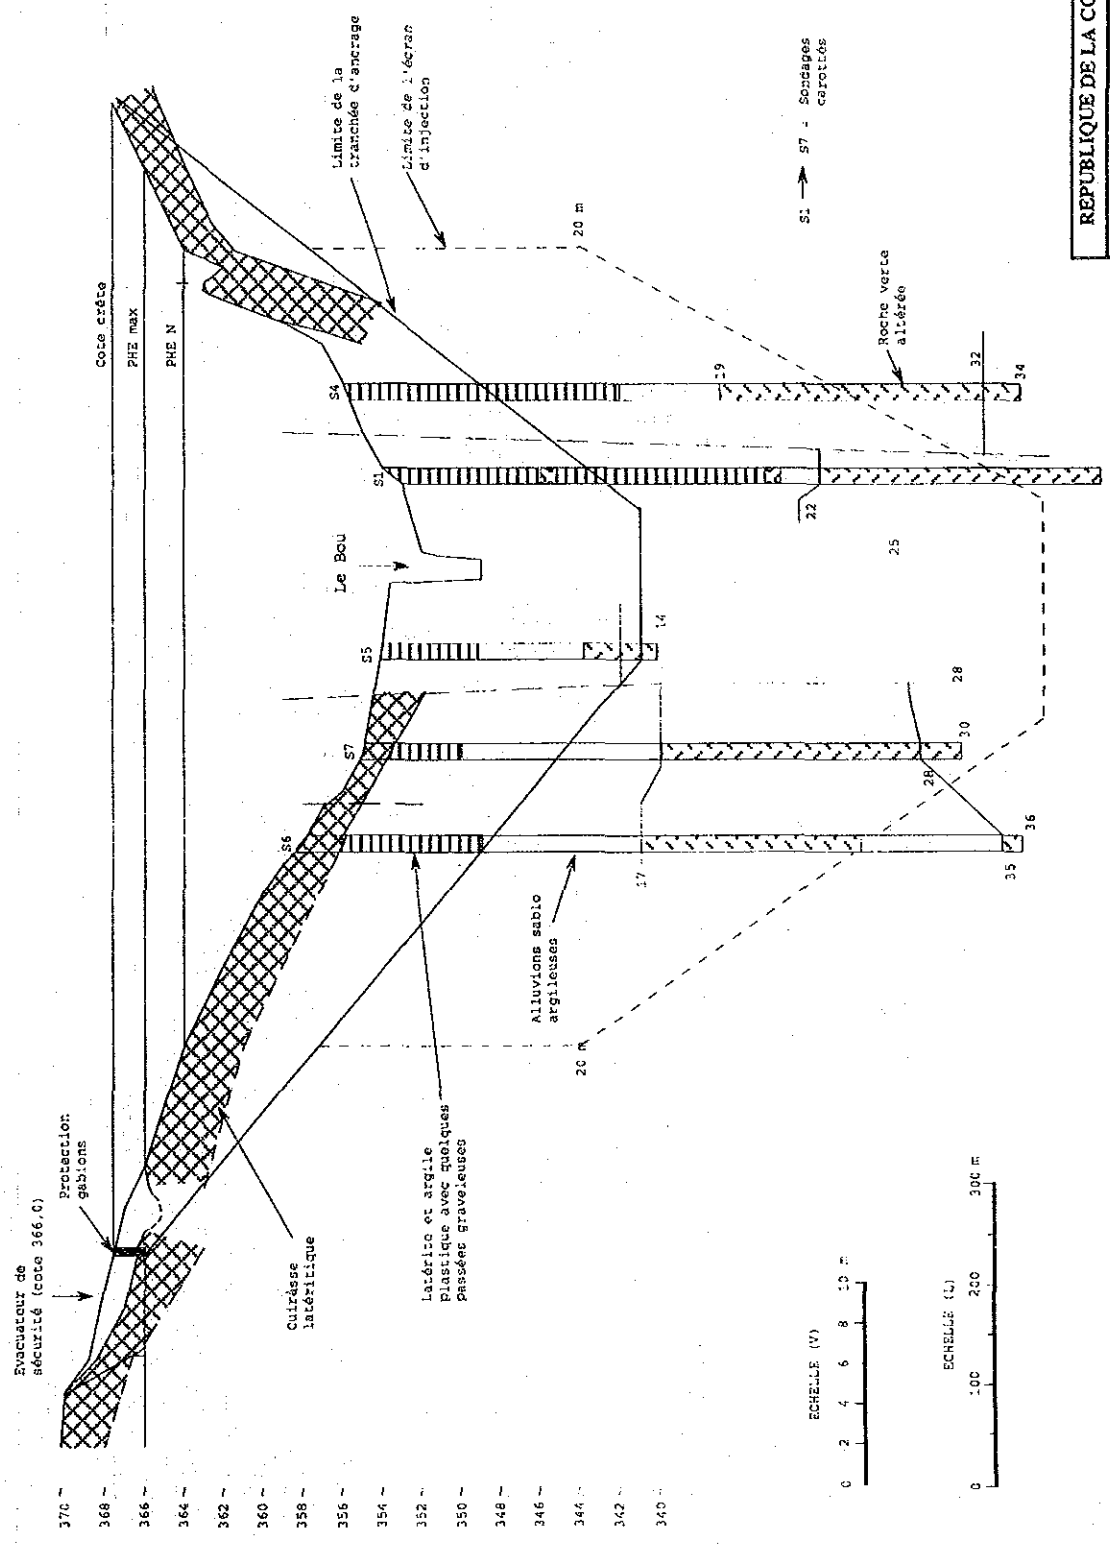 Evacuateur de
sécurité (cote 366,0)
Protection
gabions
Cote crête
PHE max
PHE N
Limite de la
tranchée d'ancrage
Limite de l'écran
d'injection
S6
S7
S5
Le Bou
S1
S4
Cuirasse
latéritique
Latérite et argile
plastique avec quelques
passées graveleuses
Alluvions sablo
argileuses
Roche verte
altérée
S1 → S7 - Sondages
carottés
20 m
20 m
17
35
36
28
30
28
14
25
22
19
32
34
370
368
366
364
362
360
358
356
354
352
350
348
346
344
342
340
ECHELLE (V)
0 2 4 6 8 10 m
ECHELLE (L)
0 100 200 300 m
REPUBLIQUE DE LA CO